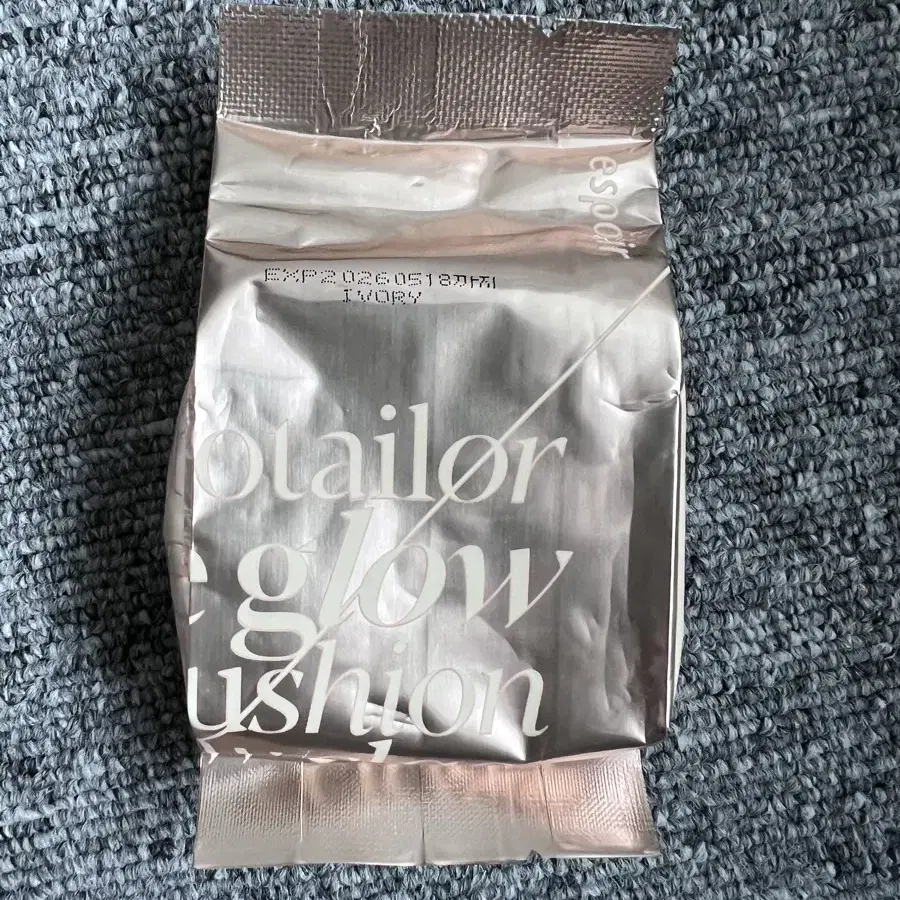 espoir
EXP20260518까지
IVORY
otailor
e glow
ushion